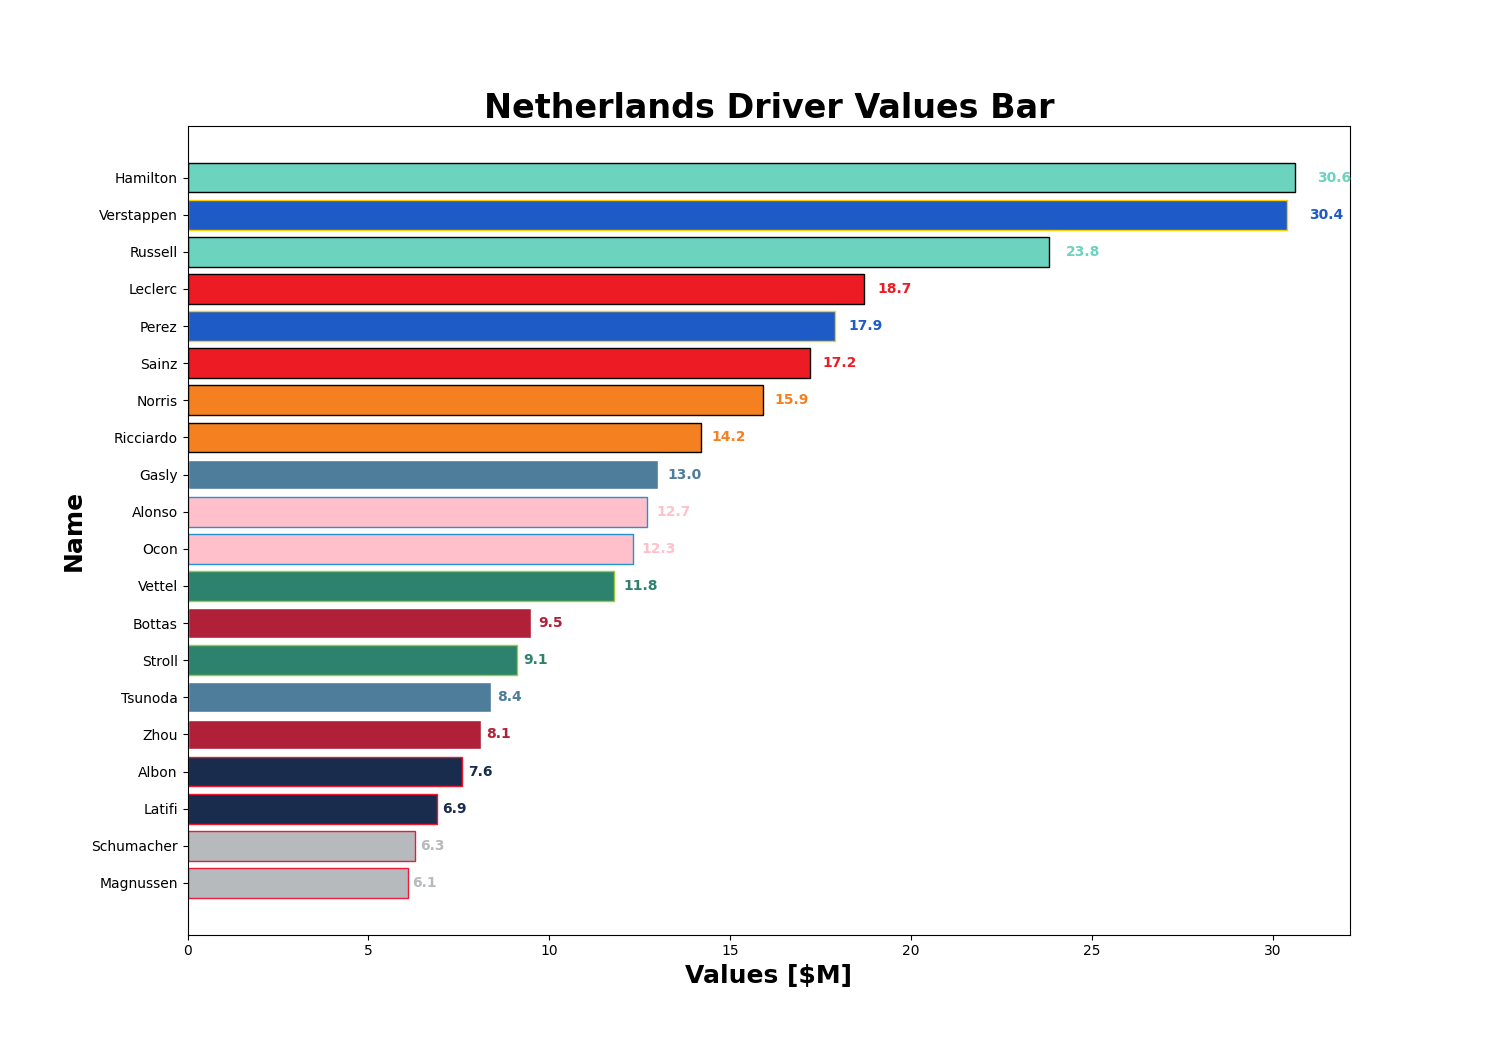 Netherlands Driver Values Bar
Name
Hamilton 30.6
Verstappen 30.4
Russell 23.8
Leclerc 18.7
Perez 17.9
Sainz 17.2
Norris 15.9
Ricciardo 14.2
Gasly 13.0
Alonso 12.7
Ocon 12.3
Vettel 11.8
Bottas 9.5
Stroll 9.1
Tsunoda 8.4
Zhou 8.1
Albon 7.6
Latifi 6.9
Schumacher 6.3
Magnussen 6.1
0 5 10 15 20 25 30
Values [$M]